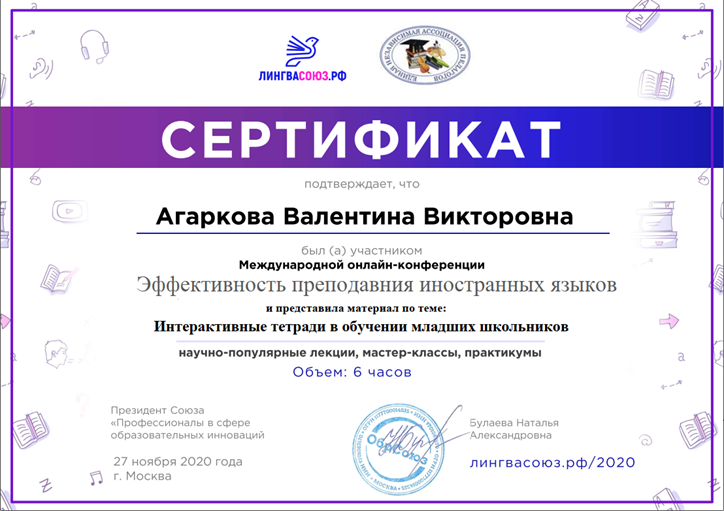 ЛИНГВАСОЮЗ.РФ
ЕДИНАЯ НЕЗАВИСИМАЯ АССОЦИАЦИЯ ПЕДАГОГОВ
СЕРТИФИКАТ
подтверждает, что
Агаркова Валентина Викторовна
был (а) участником
Международной онлайн-конференции
Эффективность преподавния иностранных языков
и представила материал по теме:
Интерактивные тетради в обучении младших школьников
научно-популярные лекции, мастер-классы, практикумы
Объем: 6 часов
Президент Союза
«Профессионалы в сфере
образовательных инноваций
Булаева Наталья
Александровна
Обрсоюз
МОСКВА
27 ноября 2020 года
г. Москва
лингвасоюз.рф/2020